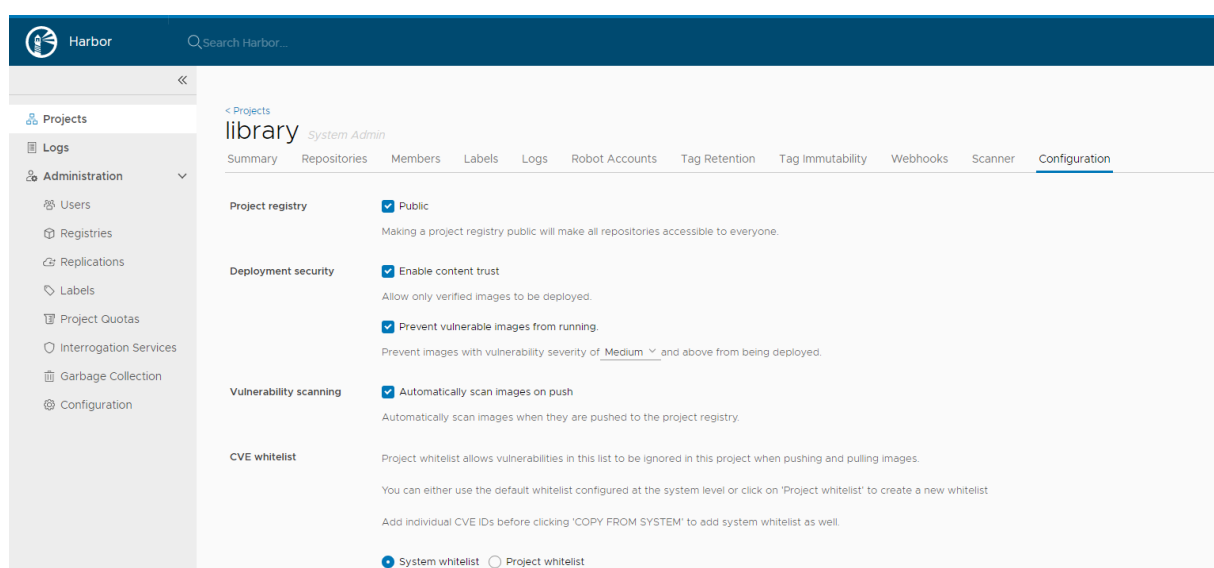 Harbor
Search Harbor...
«
Projects
Logs
Administration
Users
Registries
Replications
Labels
Project Quotas
Interrogation Services
Garbage Collection
Configuration
< Projects
library System Admin
Summary Repositories Members Labels Logs Robot Accounts Tag Retention Tag Immutability Webhooks Scanner Configuration
Project registry Public
Making a project registry public will make all repositories accessible to everyone.
Deployment security Enable content trust
Allow only verified images to be deployed.
Prevent vulnerable images from running.
Prevent images with vulnerability severity of Medium and above from being deployed.
Vulnerability scanning Automatically scan images on push
Automatically scan images when they are pushed to the project registry.
CVE whitelist Project whitelist allows vulnerabilities in this list to be ignored in this project when pushing and pulling images.
You can either use the default whitelist configured at the system level or click on 'Project whitelist' to create a new whitelist
Add individual CVE IDs before clicking 'COPY FROM SYSTEM' to add system whitelist as well.
System whitelist Project whitelist